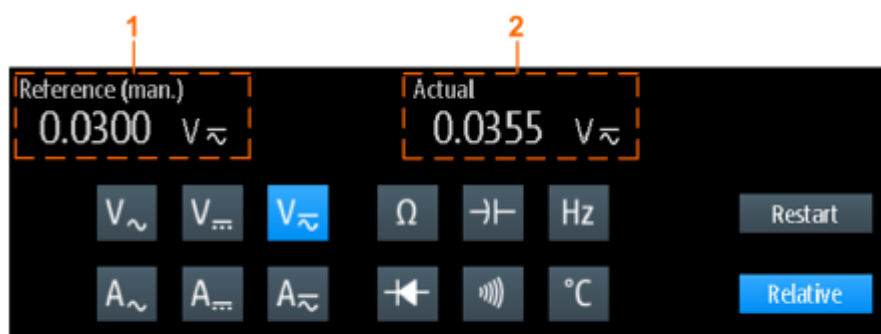 1 2
Reference (man.) Actual
0.0300 V⏦ 0.0355 V⏦
V∼ V⎓ V⏦ Ω ⊣⊢ Hz Restart
A∼ A⎓ A⏦ °C Relative